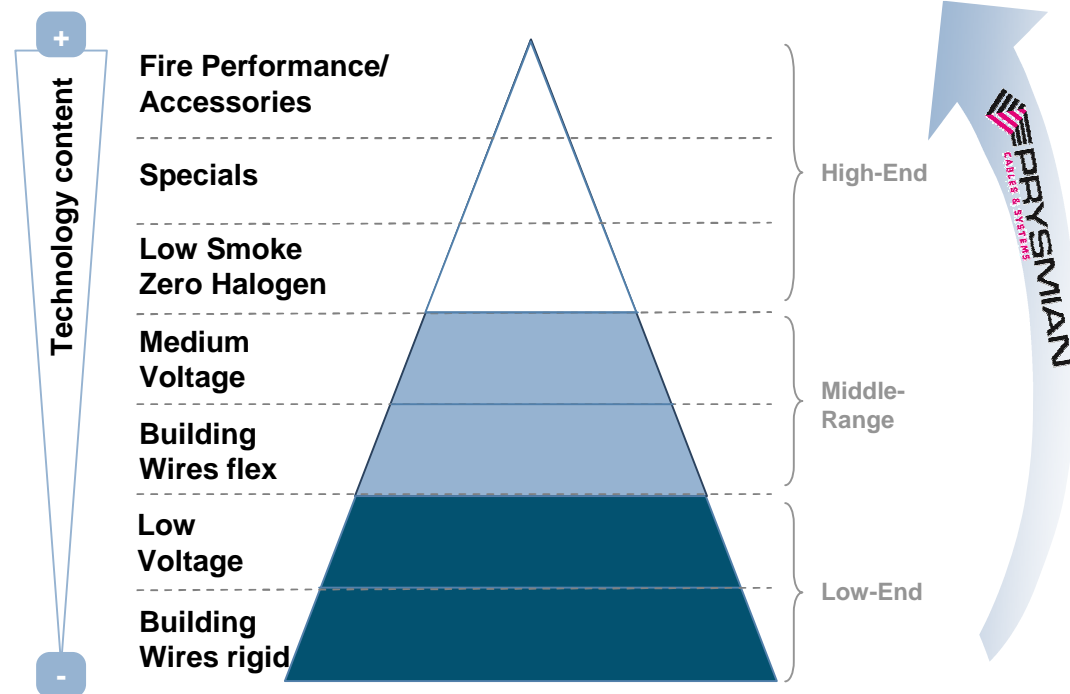 +
Technology content
-
Fire Performance/
Accessories
Specials
Low Smoke
Zero Halogen
Medium
Voltage
Building
Wires flex
Low
Voltage
Building
Wires rigid
High-End
Middle-
Range
Low-End
PRYSMIAN
CABLES & SYSTEMS